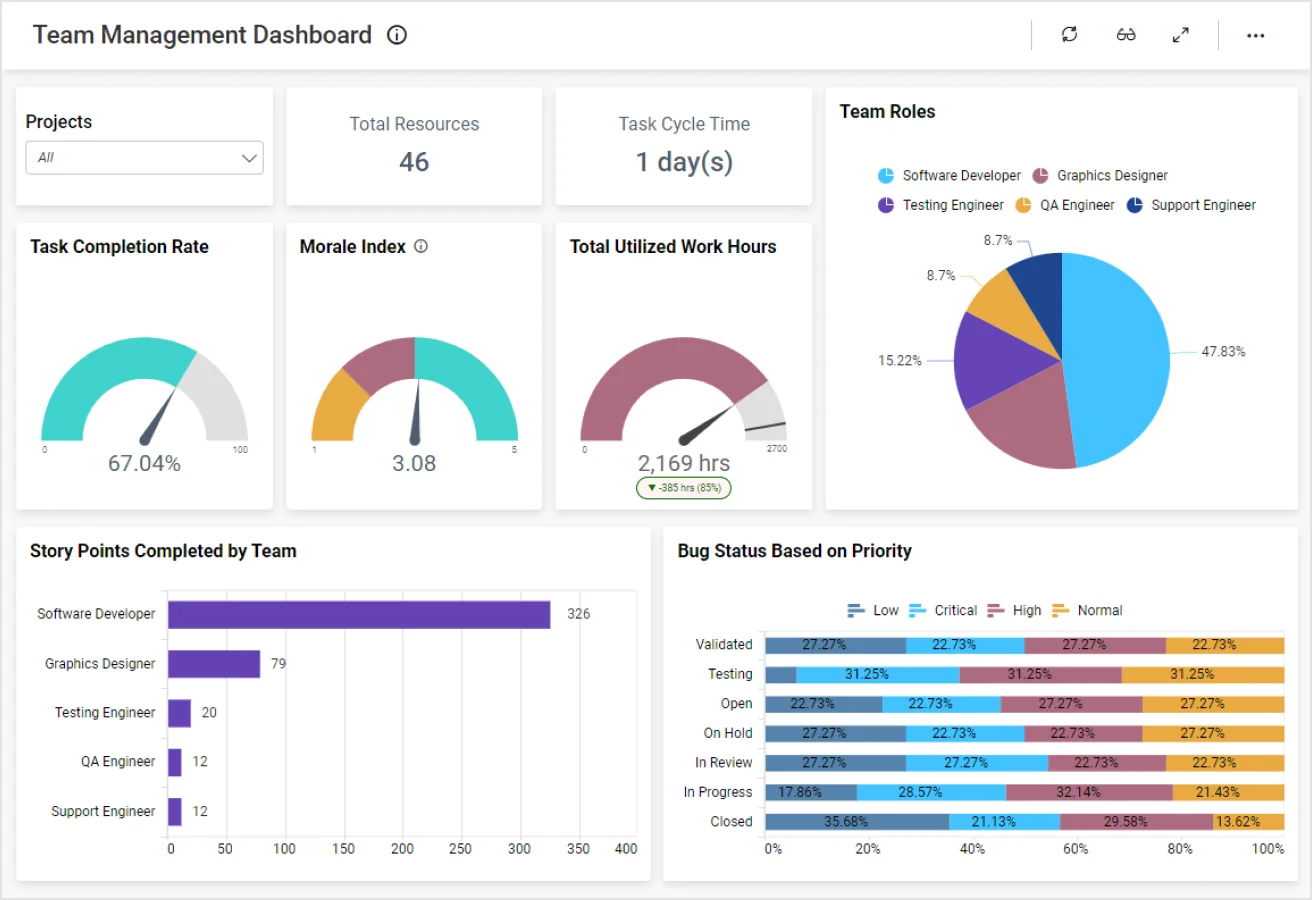 Team Management Dashboard
Projects
All
Total Resources
46
Task Cycle Time
1 day(s)
Team Roles
Software Developer Graphics Designer
Testing Engineer QA Engineer Support Engineer
8.7%
8.7%
15.22%
47.83%
Task Completion Rate
0 100
67.04%
Morale Index
1 5
3.08
Total Utilized Work Hours
0 2700
2,169 hrs
▼ -385 hrs (85%)
Story Points Completed by Team
Software Developer 326
Graphics Designer 79
Testing Engineer 20
QA Engineer 12
Support Engineer 12
0 50 100 150 200 250 300 350 400
Bug Status Based on Priority
Low Critical High Normal
Validated 27.27% 22.73% 27.27% 22.73%
Testing 31.25% 31.25% 31.25%
Open 22.73% 22.73% 27.27% 27.27%
On Hold 27.27% 22.73% 22.73% 27.27%
In Review 27.27% 27.27% 22.73% 22.73%
In Progress 17.86% 28.57% 32.14% 21.43%
Closed 35.68% 21.13% 29.58% 13.62%
0% 20% 40% 60% 80% 100%